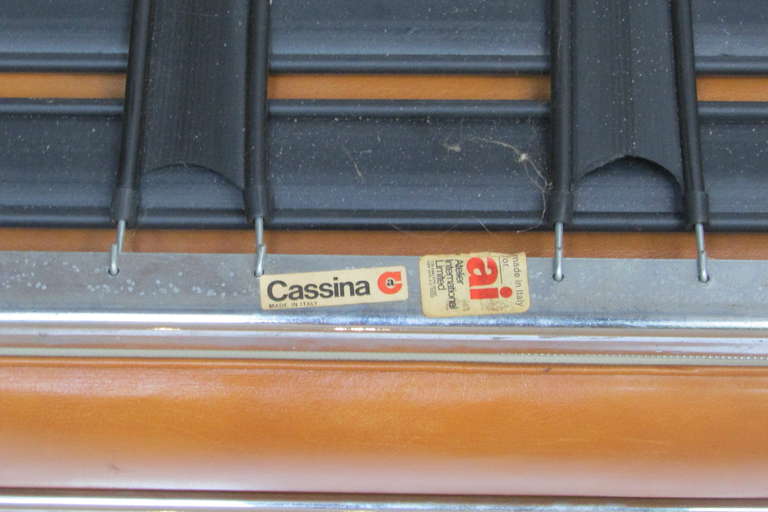 Cassina a
MADE IN ITALY
made in Italy
for
ai
Atelier
International
Limited